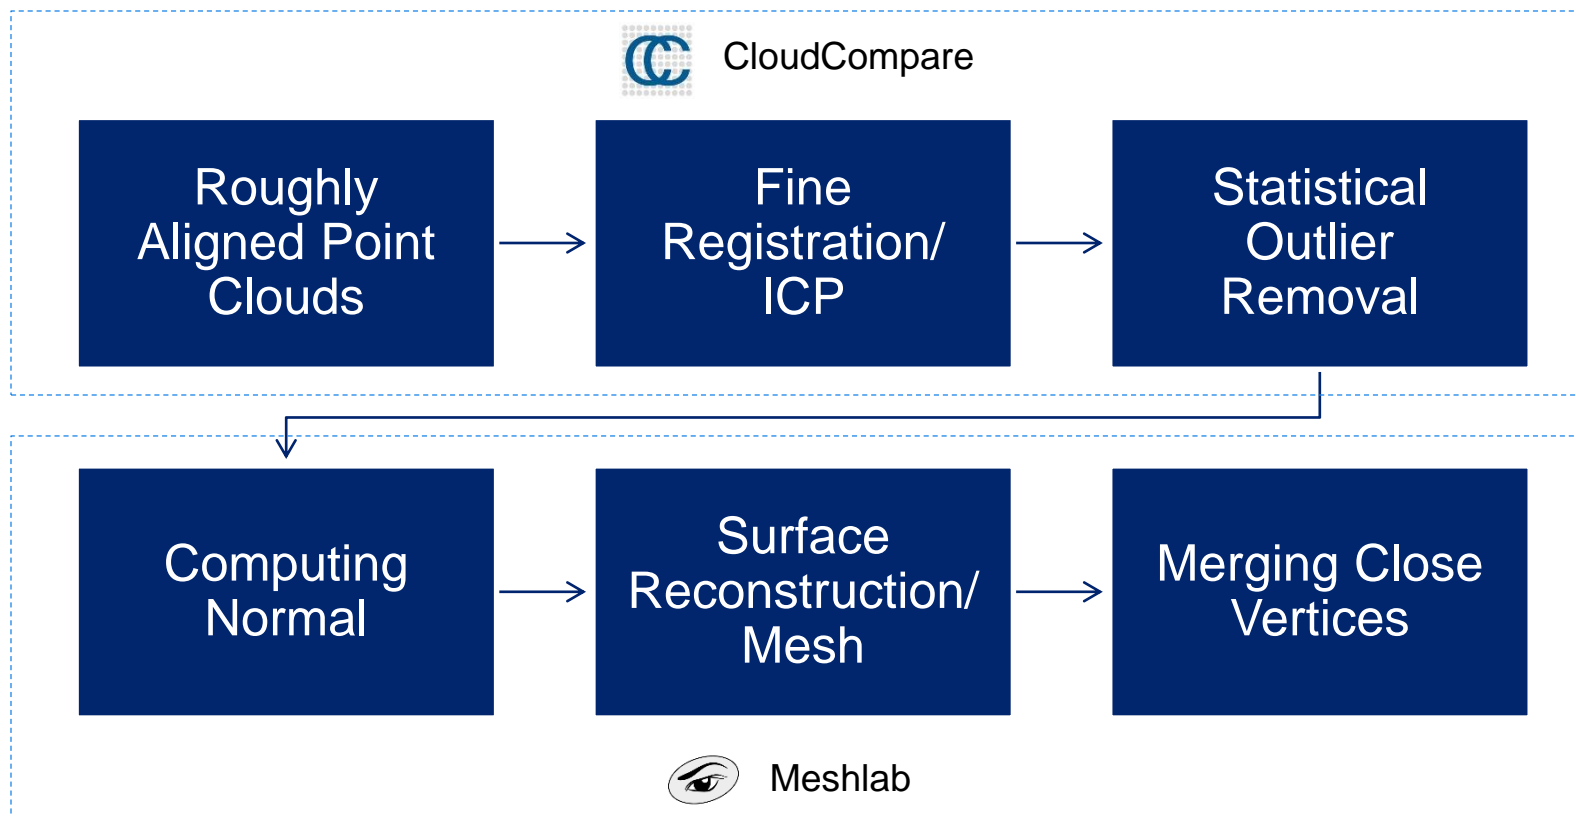 CloudCompare
Roughly
Aligned Point
Clouds
Fine
Registration/
ICP
Statistical
Outlier
Removal
Computing
Normal
Surface
Reconstruction/
Mesh
Merging Close
Vertices
Meshlab